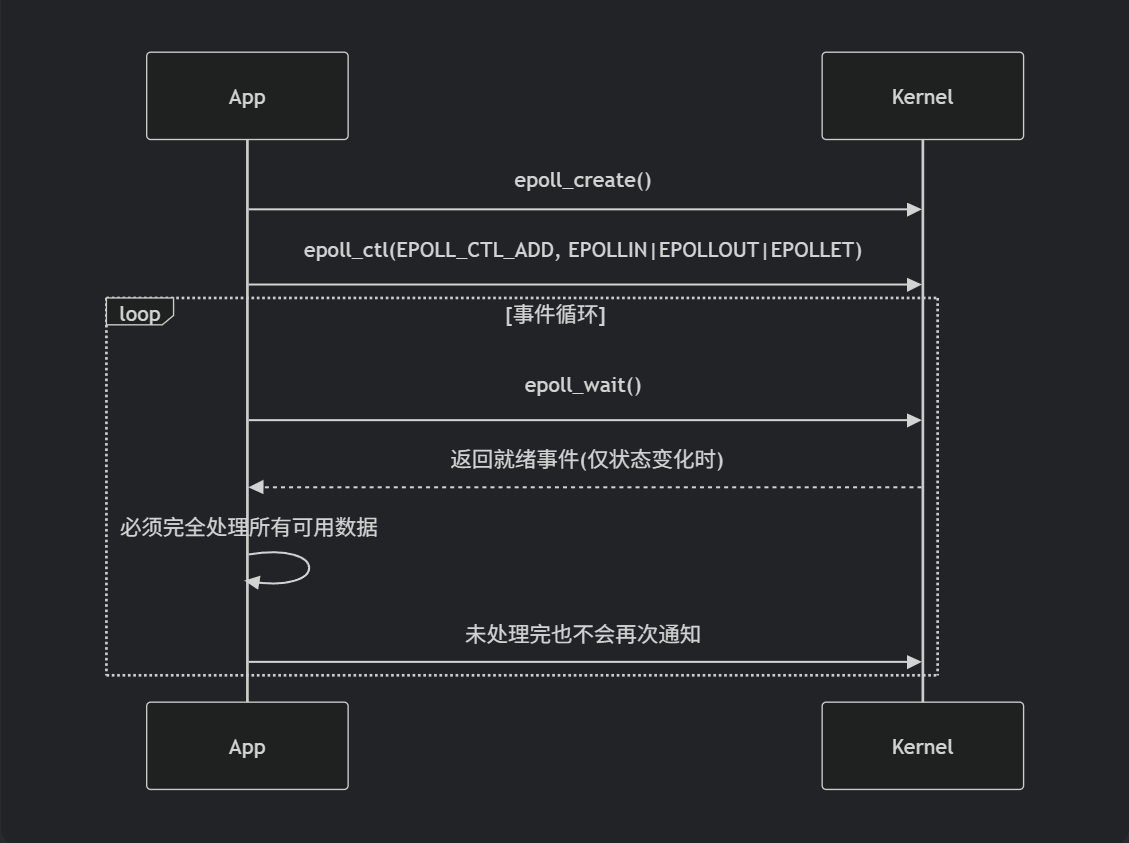 App
Kernel
epoll_create()
epoll_ctl(EPOLL_CTL_ADD, EPOLLIN|EPOLLOUT|EPOLLET)
loop
[事件循环]
epoll_wait()
返回就绪事件(仅状态变化时)
必须完全处理所有可用数据
未处理完也不会再次通知
App
Kernel